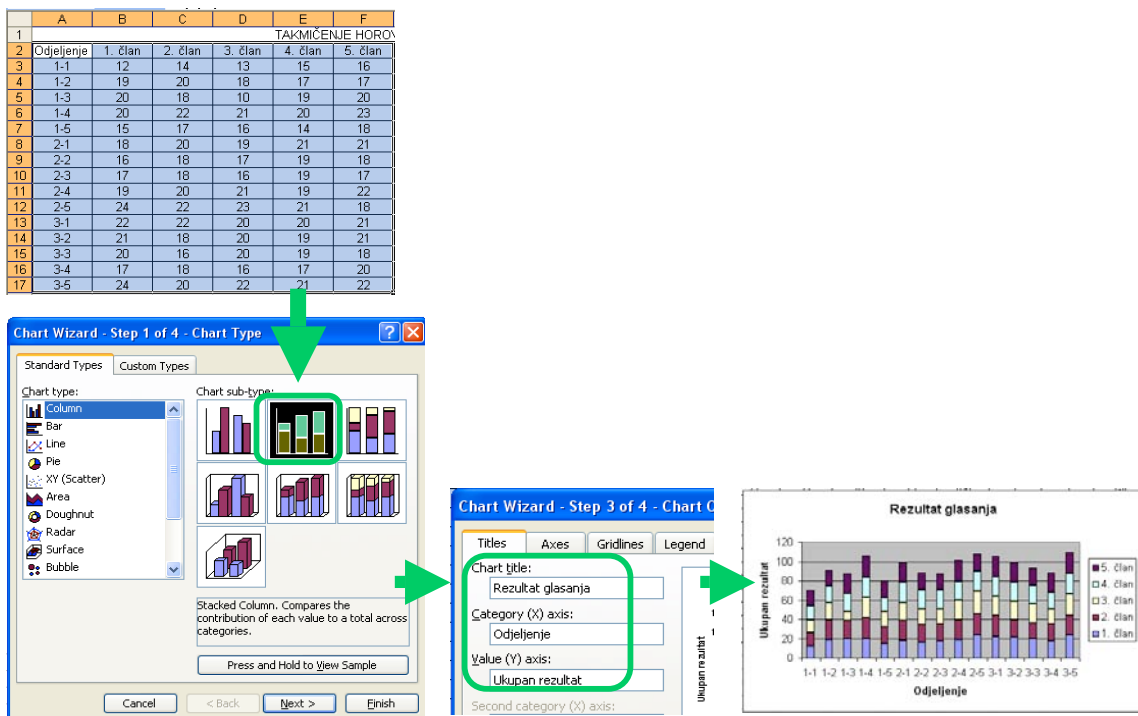 A B C D E F
1 TAKMIČENJE HOROV
2 Odjeljenje 1. član 2. član 3. član 4. član 5. član
3 1-1 12 14 13 15 16
4 1-2 19 20 18 17 17
5 1-3 20 18 10 19 20
6 1-4 20 22 21 20 23
7 1-5 15 17 16 14 18
8 2-1 18 20 19 21 21
9 2-2 16 18 17 19 18
10 2-3 17 18 16 19 17
11 2-4 19 20 21 19 22
12 2-5 24 22 23 21 18
13 3-1 22 22 20 20 21
14 3-2 21 18 20 19 21
15 3-3 20 16 20 19 18
16 3-4 17 18 16 17 20
17 3-5 24 20 22 21 22
Chart Wizard - Step 1 of 4 - Chart Type
Standard Types Custom Types
Chart type: Chart sub-type:
Column
Bar
Line
Pie
XY (Scatter)
Area
Doughnut
Radar
Surface
Bubble
Stacked Column. Compares the
contribution of each value to a total across
categories.
Press and Hold to View Sample
Cancel < Back Next > Finish
Chart Wizard - Step 3 of 4 - Chart O
Titles Axes Gridlines Legend
Chart title:
Rezultat glasanja
Category (X) axis:
Odjeljenje
Value (Y) axis:
Ukupan rezultat
Second category (X) axis:
Ukupan rezultat
Rezultat glasanja
Ukupan rezultat
120
100
80
60
40
20
0
1-1 1-2 1-3 1-4 1-5 2-1 2-2 2-3 2-4 2-5 3-1 3-2 3-3 3-4 3-5
Odjeljenje
5. član
4. član
3. član
2. član
1. član